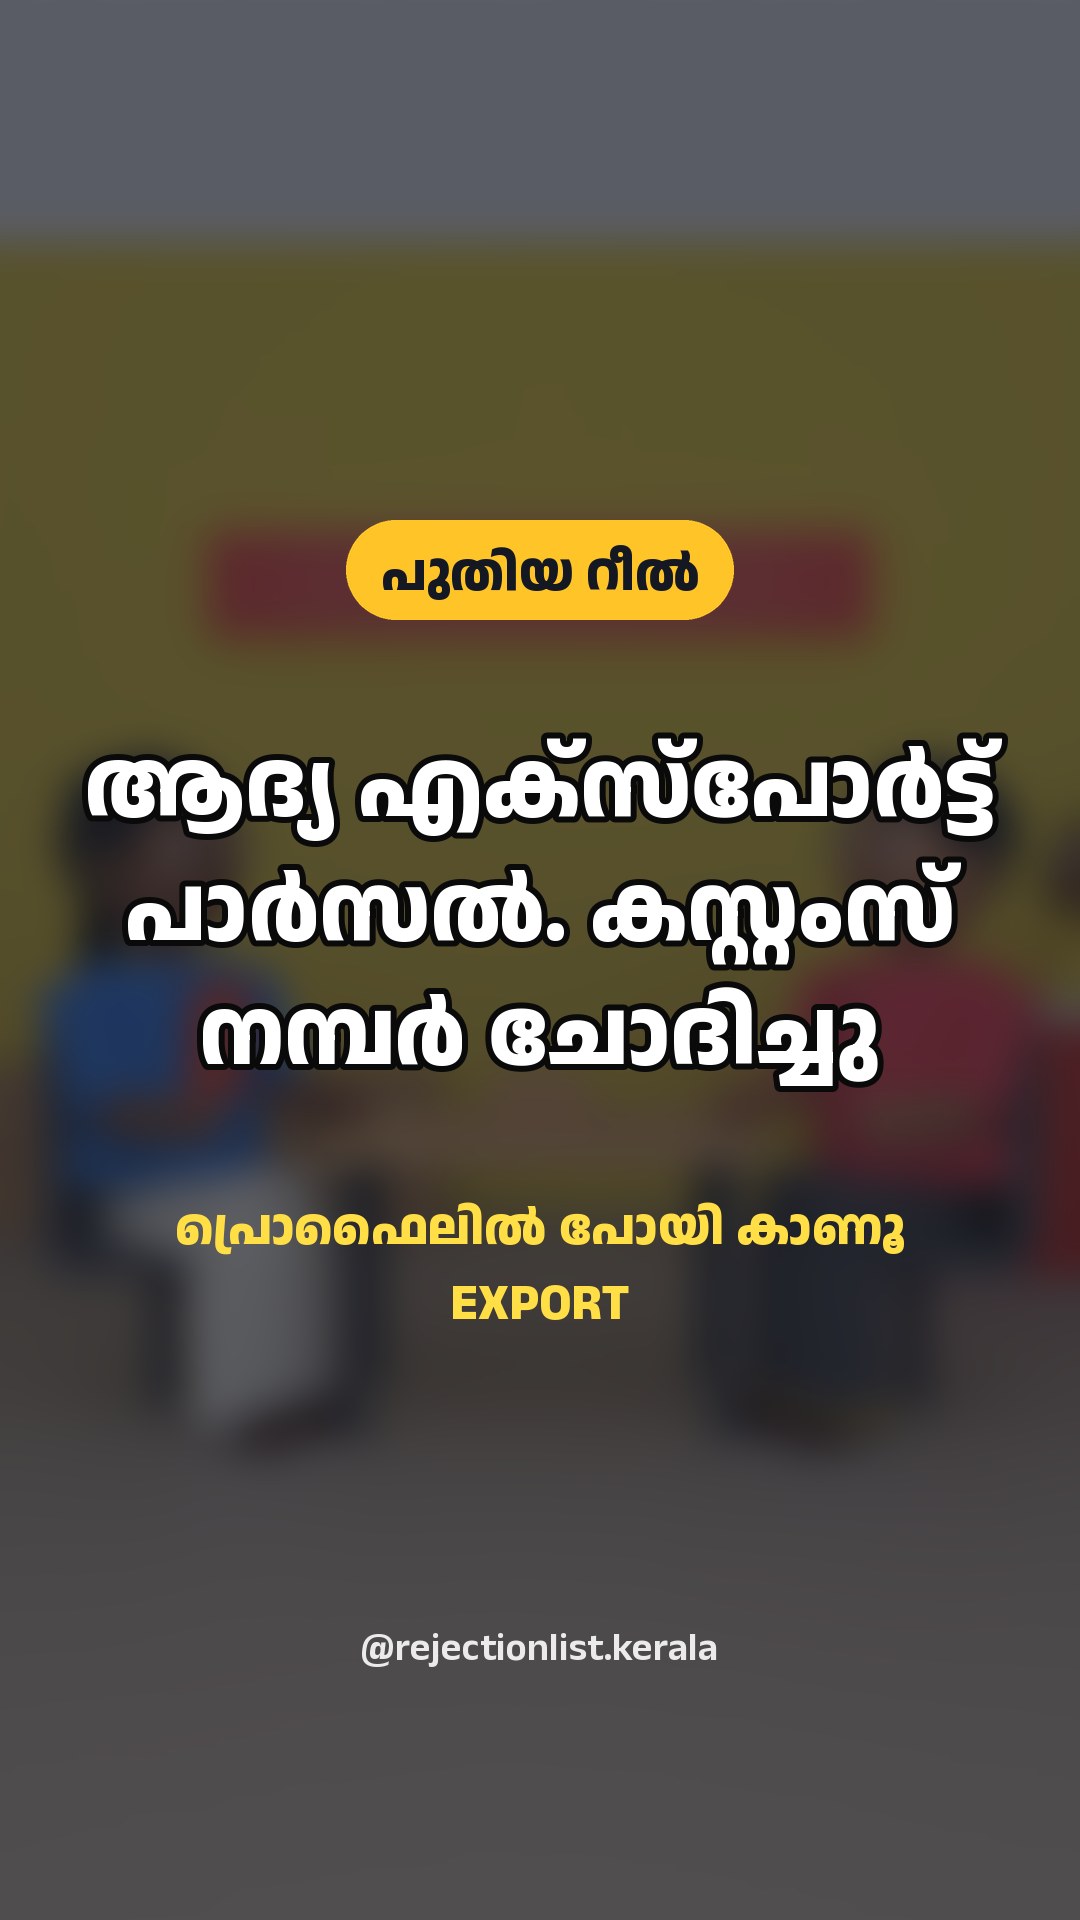 പുതിയ റീൽ
ആദ്യ എക്സ്പോർട്ട്
പാർസൽ. കസ്റ്റംസ്
നമ്പർ ചോദിച്ചു
പ്രൊഫൈലിൽ പോയി കാണൂ
EXPORT
@rejectionlist.kerala